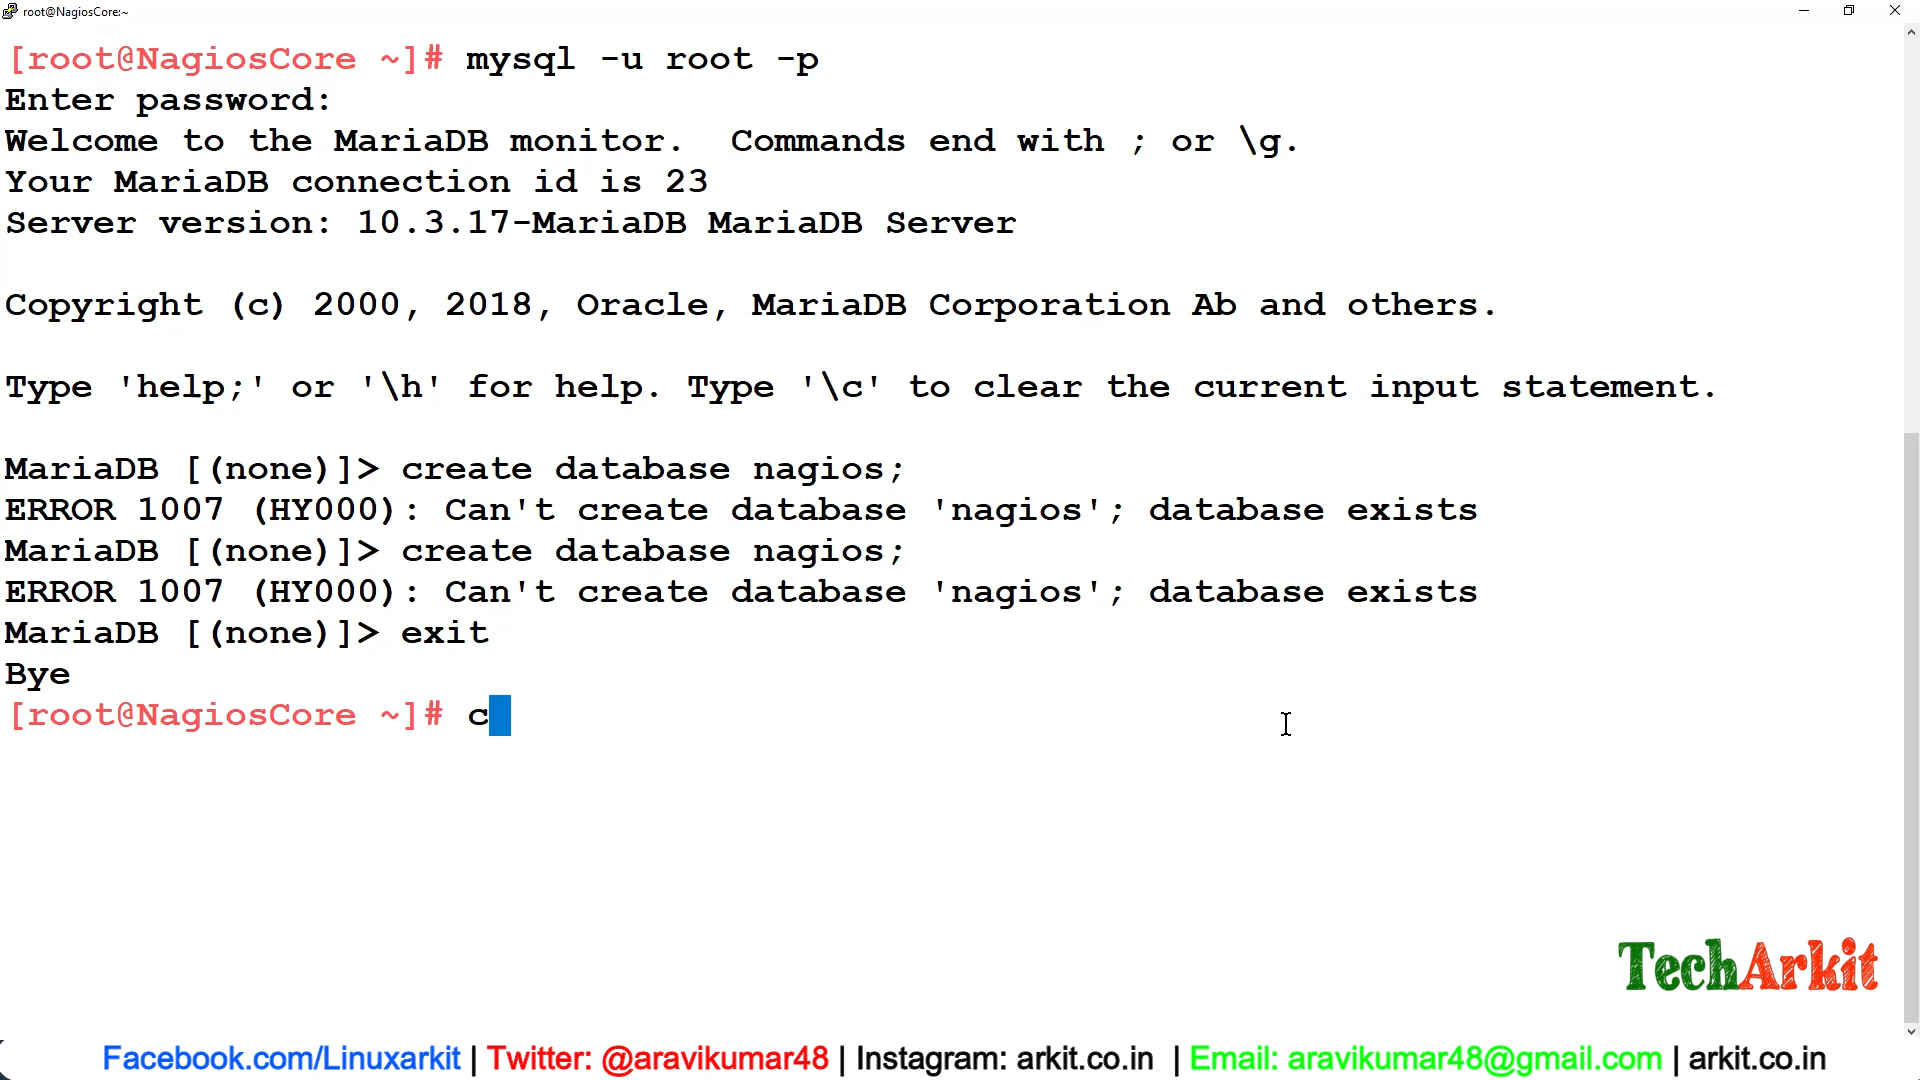 root@NagiosCore:~
[root@NagiosCore ~]# mysql -u root -p
Enter password:
Welcome to the MariaDB monitor.  Commands end with ; or \g.
Your MariaDB connection id is 23
Server version: 10.3.17-MariaDB MariaDB Server
Copyright (c) 2000, 2018, Oracle, MariaDB Corporation Ab and others.
Type 'help;' or '\h' for help. Type '\c' to clear the current input statement.
MariaDB [(none)]> create database nagios;
ERROR 1007 (HY000): Can't create database 'nagios'; database exists
MariaDB [(none)]> create database nagios;
ERROR 1007 (HY000): Can't create database 'nagios'; database exists
MariaDB [(none)]> exit
Bye
[root@NagiosCore ~]# c
TechArkit
Facebook.com/Linuxarkit | Twitter: @aravikumar48 | Instagram: arkit.co.in | Email: aravikumar48@gmail.com | arkit.co.in